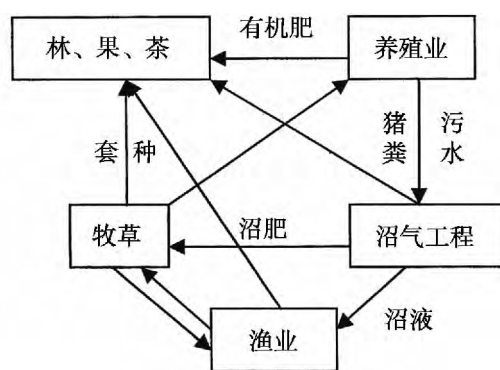 有机肥
林、果、茶
养殖业
猪粪
污水
套种
牧草
沼肥
沼气工程
沼液
渔业